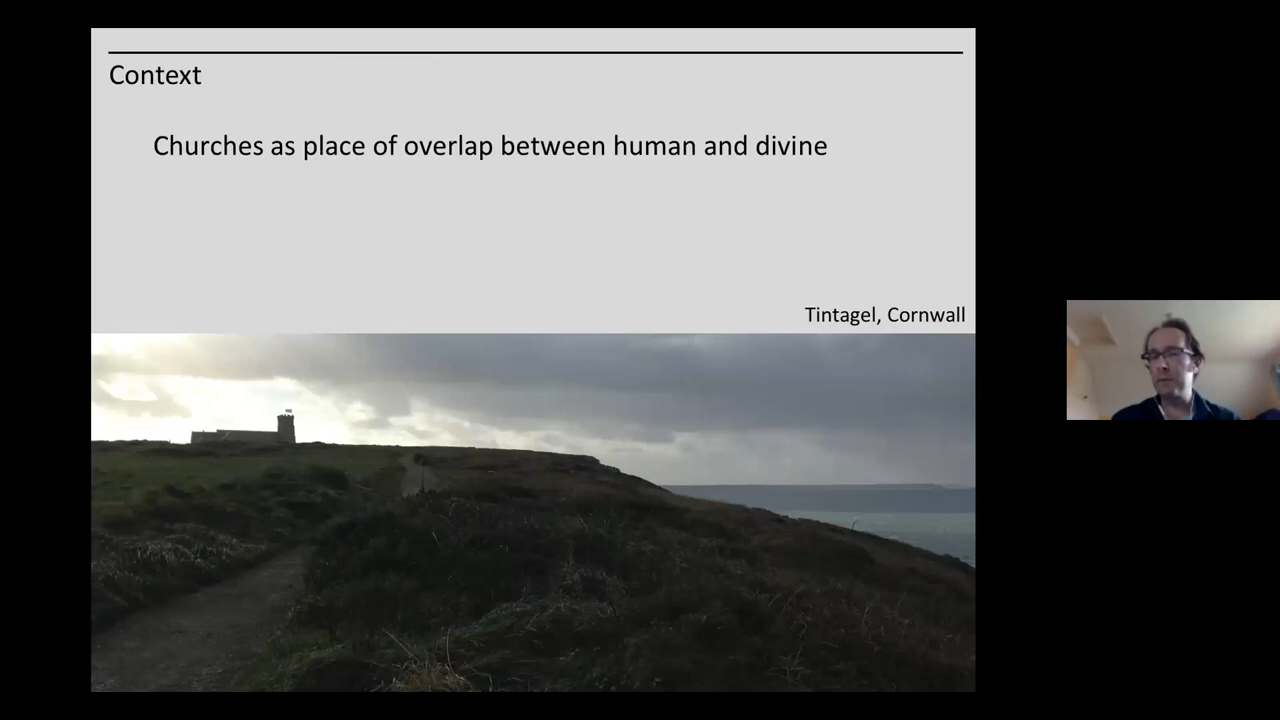 Context
Churches as place of overlap between human and divine
Tintagel, Cornwall